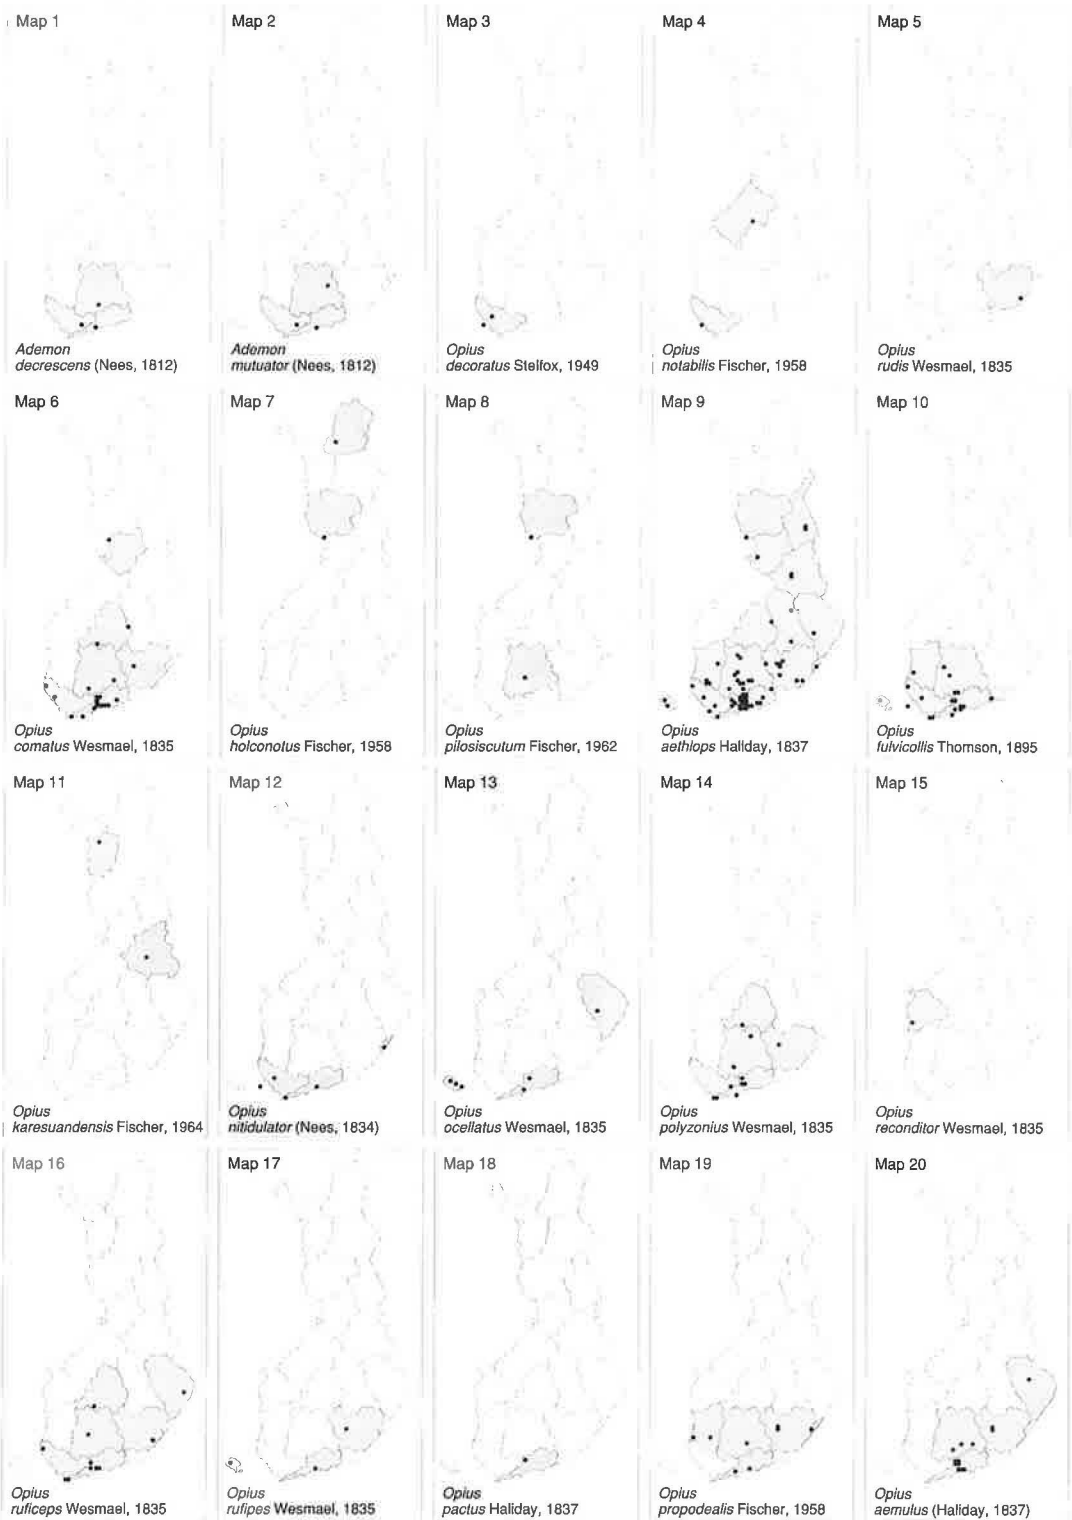 Map 1
Map 2
Map 3
Map 4
Map 5
Ademon
decrescens (Nees, 1812)
Ademon
mutuator (Nees, 1812)
Opius
decoratus Stelfox, 1949
Opius
notabilis Fischer, 1958
Opius
rudis Wesmael, 1835
Map 6
Map 7
Map 8
Map 9
Map 10
Opius
comatus Wesmael, 1835
Opius
holconotus Fischer, 1958
Opius
pilosiscutum Fischer, 1962
Opius
aethiops Haliday, 1837
Opius
fulvicollis Thomson, 1895
Map 11
Map 12
Map 13
Map 14
Map 15
Opius
karesuandensis Fischer, 1964
Opius
nitidulator (Nees, 1834)
Opius
ocellatus Wesmael, 1835
Opius
polyzonius Wesmael, 1835
Opius
reconditor Wesmael, 1835
Map 16
Map 17
Map 18
Map 19
Map 20
Opius
ruficeps Wesmael, 1835
Opius
rufipes Wesmael, 1835
Opius
pactus Haliday, 1837
Opius
propodealis Fischer, 1958
Opius
aemulus (Haliday, 1837)